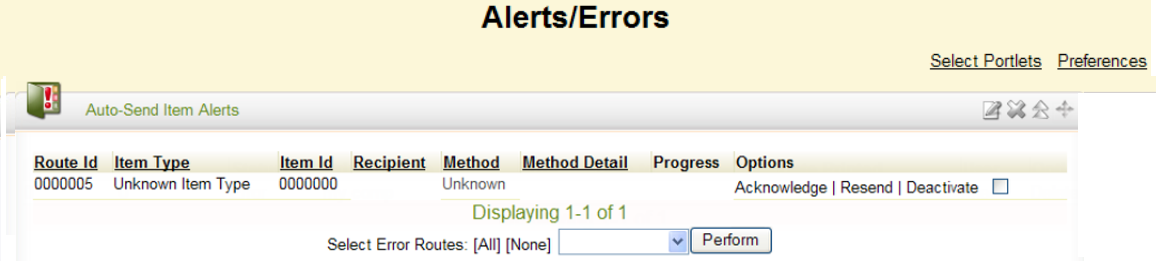 Alerts/Errors
Select Portlets Preferences
Auto-Send Item Alerts
Route Id Item Type Item Id Recipient Method Method Detail Progress Options
0000005 Unknown Item Type 0000000 Unknown Acknowledge | Resend | Deactivate
Displaying 1-1 of 1
Select Error Routes: [All] [None] Perform